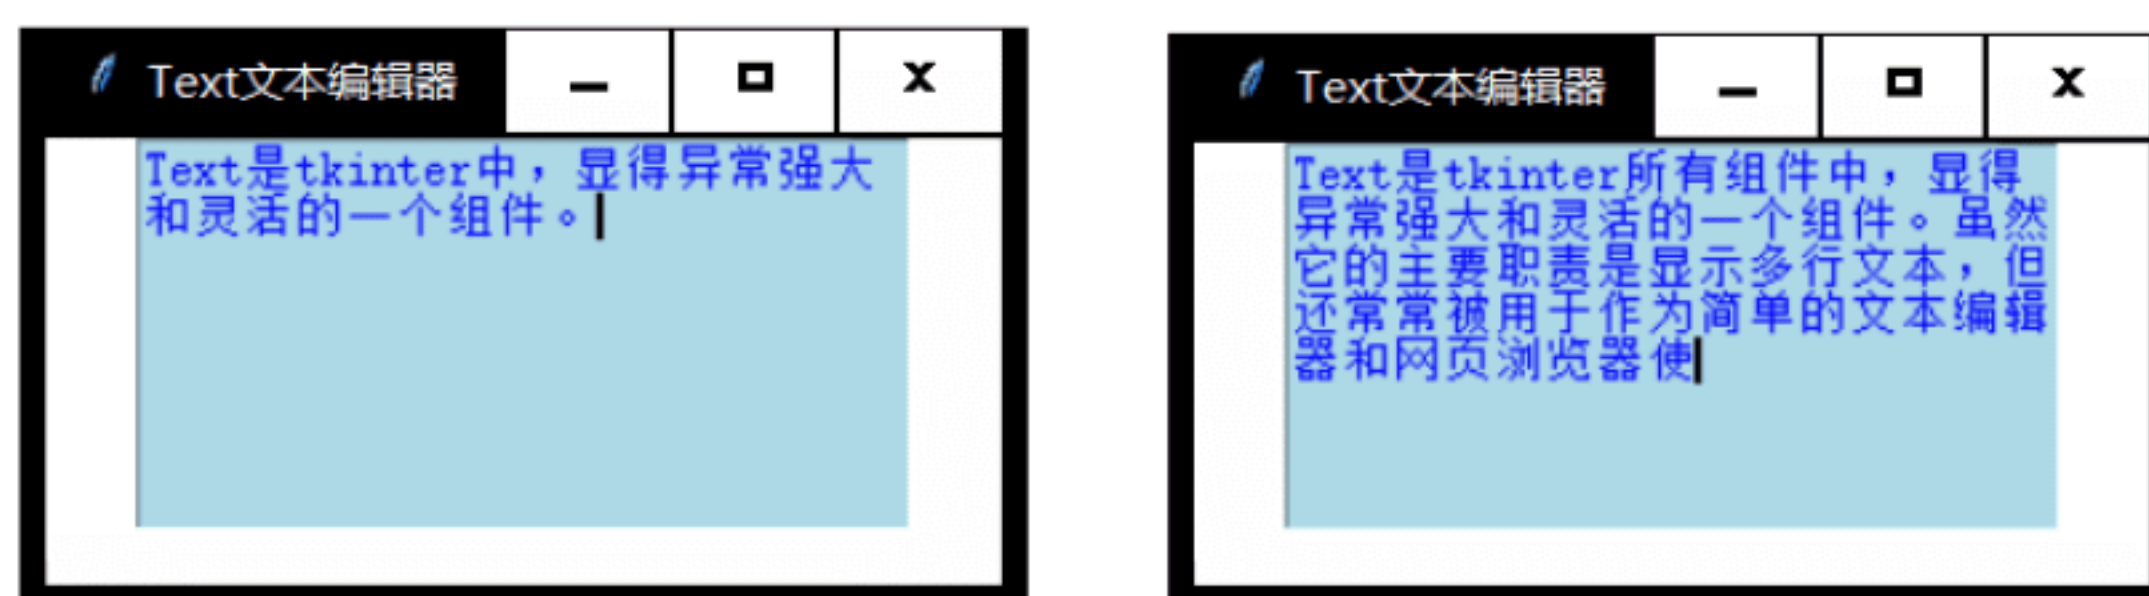 Text文本编辑器
Text是tkinter中，显得异常强大
和灵活的一个组件。
Text文本编辑器
Text是tkinter所有组件中，显得
异常强大和灵活的一个组件。虽然
它的主要职责是显示多行文本，但
还常常被用于作为简单的文本编辑
器和网页浏览器使